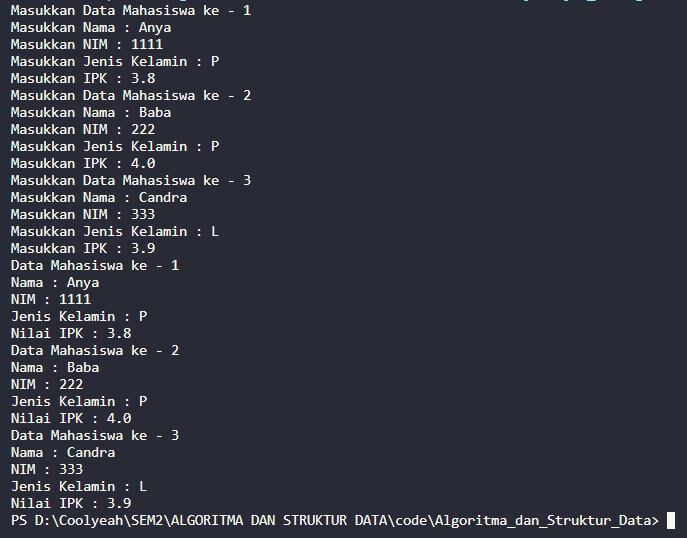 Masukkan Data Mahasiswa ke - 1
Masukkan Nama : Anya
Masukkan NIM : 1111
Masukkan Jenis Kelamin : P
Masukkan IPK : 3.8
Masukkan Data Mahasiswa ke - 2
Masukkan Nama : Baba
Masukkan NIM : 222
Masukkan Jenis Kelamin : P
Masukkan IPK : 4.0
Masukkan Data Mahasiswa ke - 3
Masukkan Nama : Candra
Masukkan NIM : 333
Masukkan Jenis Kelamin : L
Masukkan IPK : 3.9
Data Mahasiswa ke - 1
Nama : Anya
NIM : 1111
Jenis Kelamin : P
Nilai IPK : 3.8
Data Mahasiswa ke - 2
Nama : Baba
NIM : 222
Jenis Kelamin : P
Nilai IPK : 4.0
Data Mahasiswa ke - 3
Nama : Candra
NIM : 333
Jenis Kelamin : L
Nilai IPK : 3.9
PS D:\Coolyeah\SEM2\ALGORITMA DAN STRUKTUR DATA\code\Algoritma_dan_Struktur_Data>